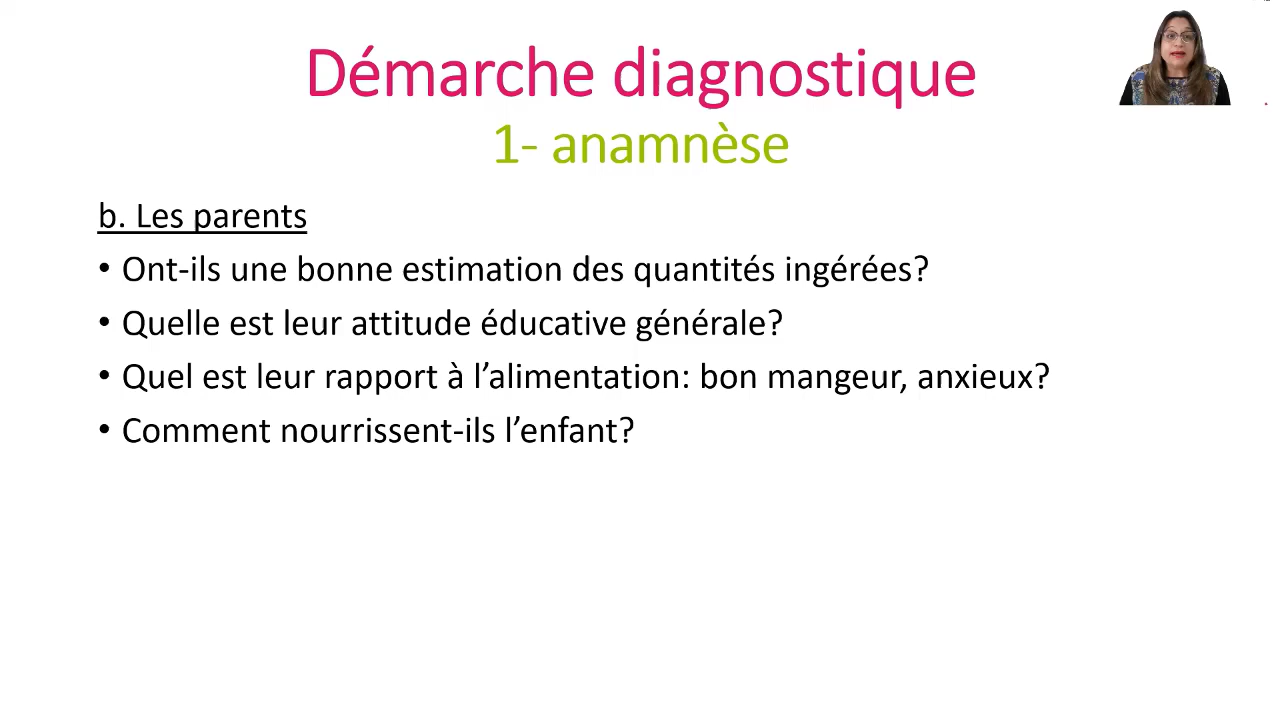 Démarche diagnostique
1- anamnèse
b. Les parents
• Ont-ils une bonne estimation des quantités ingérées?
• Quelle est leur attitude éducative générale?
• Quel est leur rapport à l’alimentation: bon mangeur, anxieux?
• Comment nourrissent-ils l’enfant?